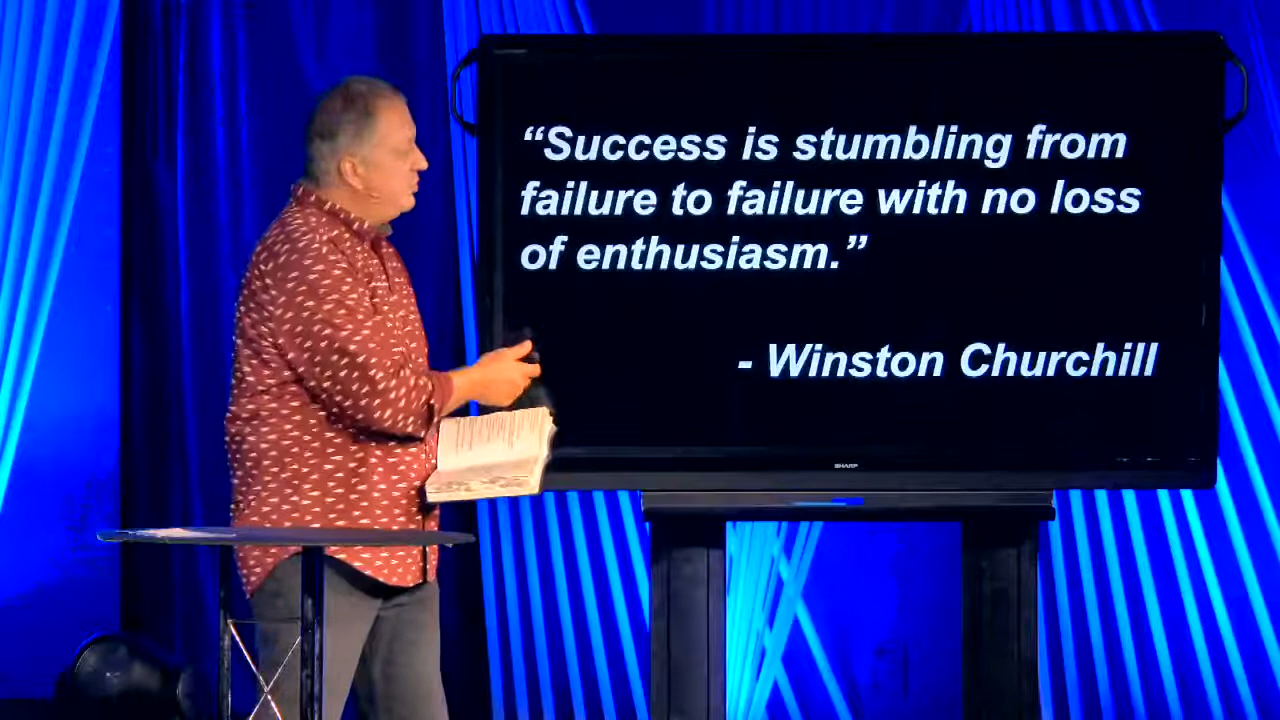 “Success is stumbling from
failure to failure with no loss
of enthusiasm.”
- Winston Churchill
SHARP